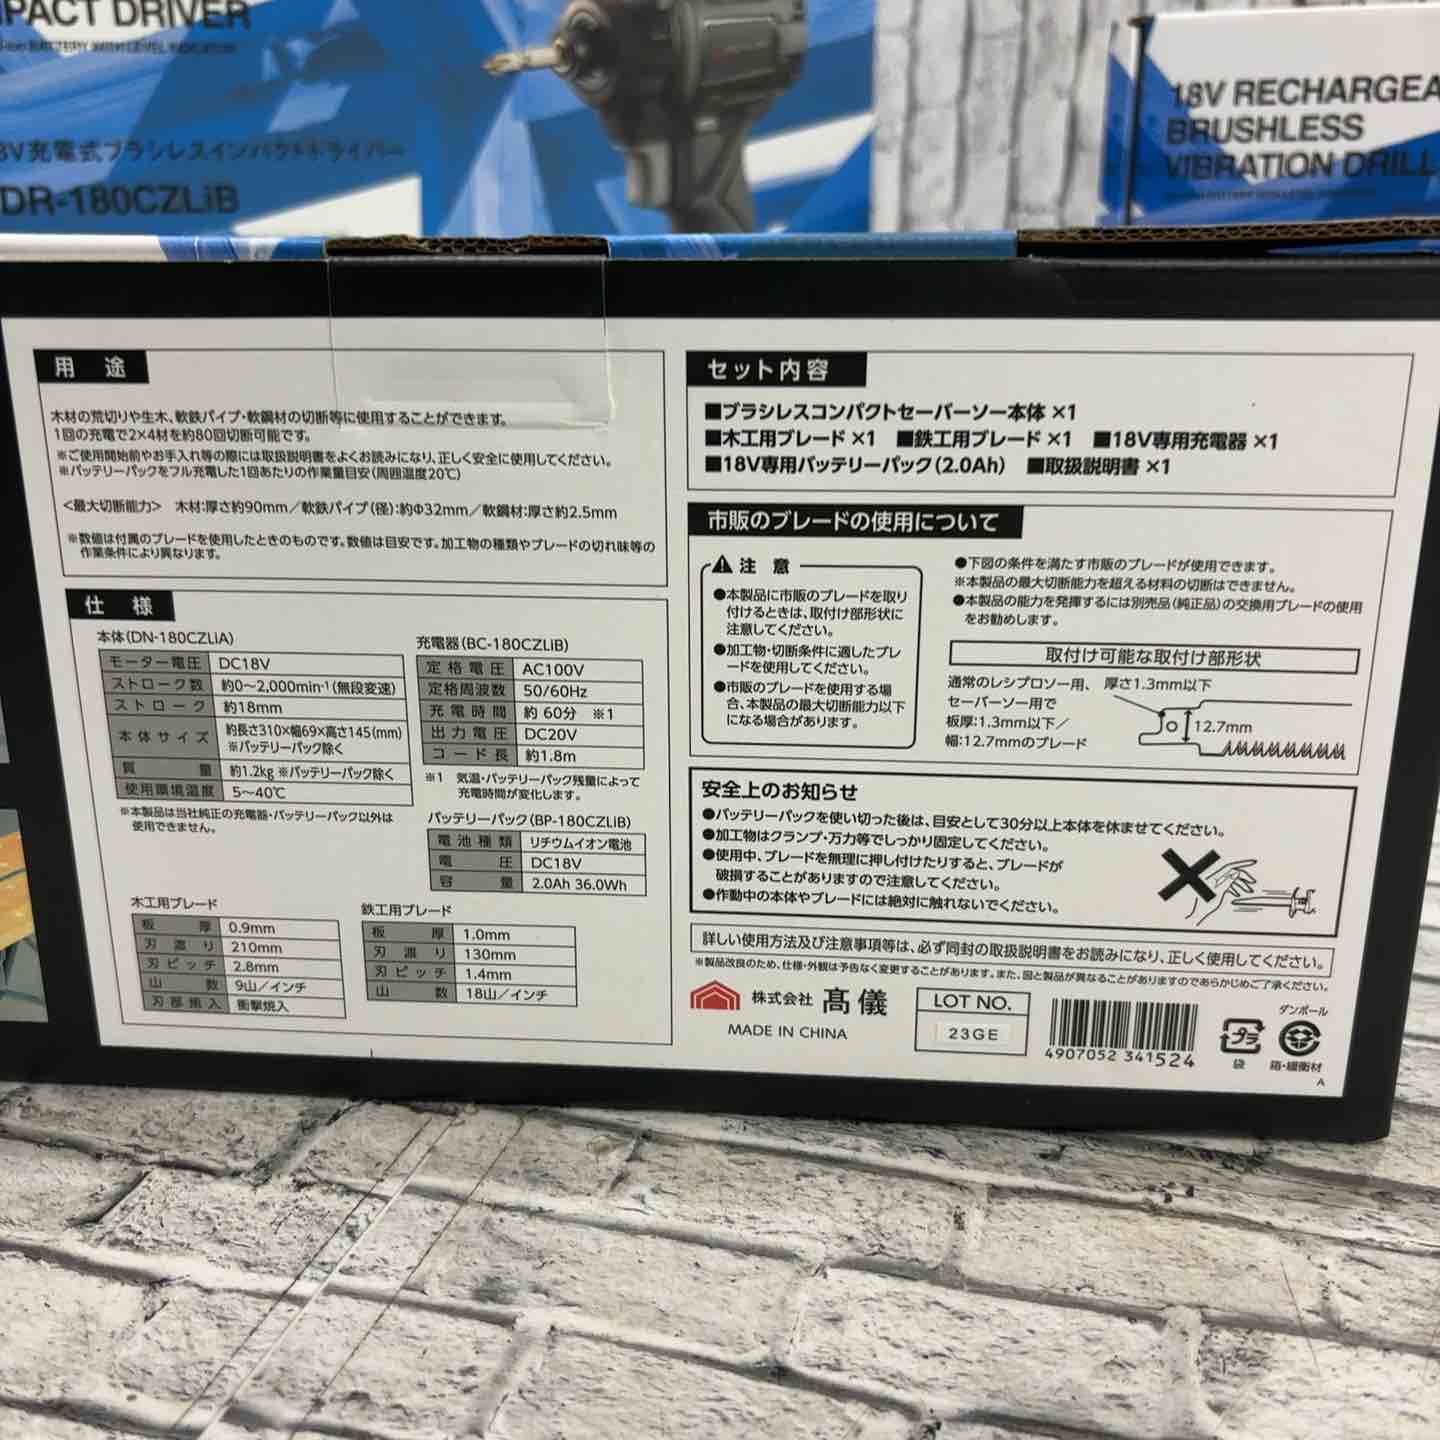 PACT DRIVER
V充電式ブラシレスインパクトドライバー
DR-180CZLiB
18V RECHARGEA
BRUSHLESS
VIBRATION DRILL
用途
木材の荒切りや生木、軟鉄パイプ・軟鋼材の切断等に使用することができます。
1回の充電で2×4材を約80回切断可能です。
※ご使用開始前やお手入れ等の際には取扱説明書をよくお読みになり、正しく安全に使用してください。
※バッテリーパックをフル充電した1回あたりの作業量目安(周囲温度20℃)
<最大切断能力> 木材:厚さ約90mm/軟鉄パイプ(径):約Φ32mm/軟鋼材:厚さ約2.5mm
※数値は付属のブレードを使用したときのものです。数値は目安です。加工物の種類やブレードの切れ味等の
作業条件により異なります。
仕様
本体(DN-180CZLiA)
モーター電圧 DC18V
ストローク数 約0〜2,000min-1(無段変速)
ストローク 約18mm
本体サイズ 約長さ310×幅69×高さ145(mm)
※バッテリーパック除く
質量 約1.2kg ※バッテリーパック除く
使用環境温度 5〜40℃
※本製品は当社純正の充電器・バッテリーパック以外は
使用できません。
充電器(BC-180CZLiB)
定格電圧 AC100V
定格周波数 50/60Hz
充電時間 約60分 ※1
出力電圧 DC20V
コード長 約1.8m
※1 気温・バッテリーパック残量によって
充電時間が変化します。
バッテリーパック(BP-180CZLiB)
電池種類 リチウムイオン電池
電圧 DC18V
容量 2.0Ah 36.0Wh
木工用ブレード
板厚 0.9mm
刃渡り 210mm
刃ピッチ 2.8mm
山数 9山/インチ
刃部焼入 衝撃焼入
鉄工用ブレード
板厚 1.0mm
刃渡り 130mm
刃ピッチ 1.4mm
山数 18山/インチ
セット内容
■ブラシレスコンパクトセーバーソー本体 ×1
■木工用ブレード ×1 ■鉄工用ブレード ×1 ■18V専用充電器 ×1
■18V専用バッテリーパック(2.0Ah) ■取扱説明書 ×1
市販のブレードの使用について
注意
●本製品に市販のブレードを取り
付けるときは、取付け部形状に
注意してください。
●加工物・切断条件に適したブレ
ードを使用してください。
●市販のブレードを使用する場
合、本製品の最大切断能力以下
になる場合があります。
●下図の条件を満たす市販のブレードが使用できます。
※本製品の最大切断能力を超える材料の切断はできません。
●本製品の能力を発揮するには別売品(純正品)の交換用ブレードの使用
をお勧めします。
取付け可能な取付け部形状
通常のレシプロソー用、
セーバーソー用で
板厚:1.3mm以下/
幅:12.7mmのブレード
厚さ1.3mm以下
12.7mm
安全上のお知らせ
●バッテリーパックを使い切った後は、目安として30分以上本体を休ませてください。
●加工物はクランプ・万力等でしっかり固定してください。
●使用中、ブレードを無理に押し付けたりすると、ブレードが
破損することがありますので注意してください。
●作動中の本体やブレードには絶対に触れないでください。
詳しい使用方法及び注意事項等は、必ず同封の取扱説明書をお読みになり、正しく使用してください。
※製品改良のため、仕様・外観は予告なく変更することがあります。また、図と製品が異なることがありますのであらかじめご了承ください。
株式会社 髙儀
MADE IN CHINA
LOT NO.
23GE
4907052 341524
プラ
袋
ダンボール
箱・緩衝材
A